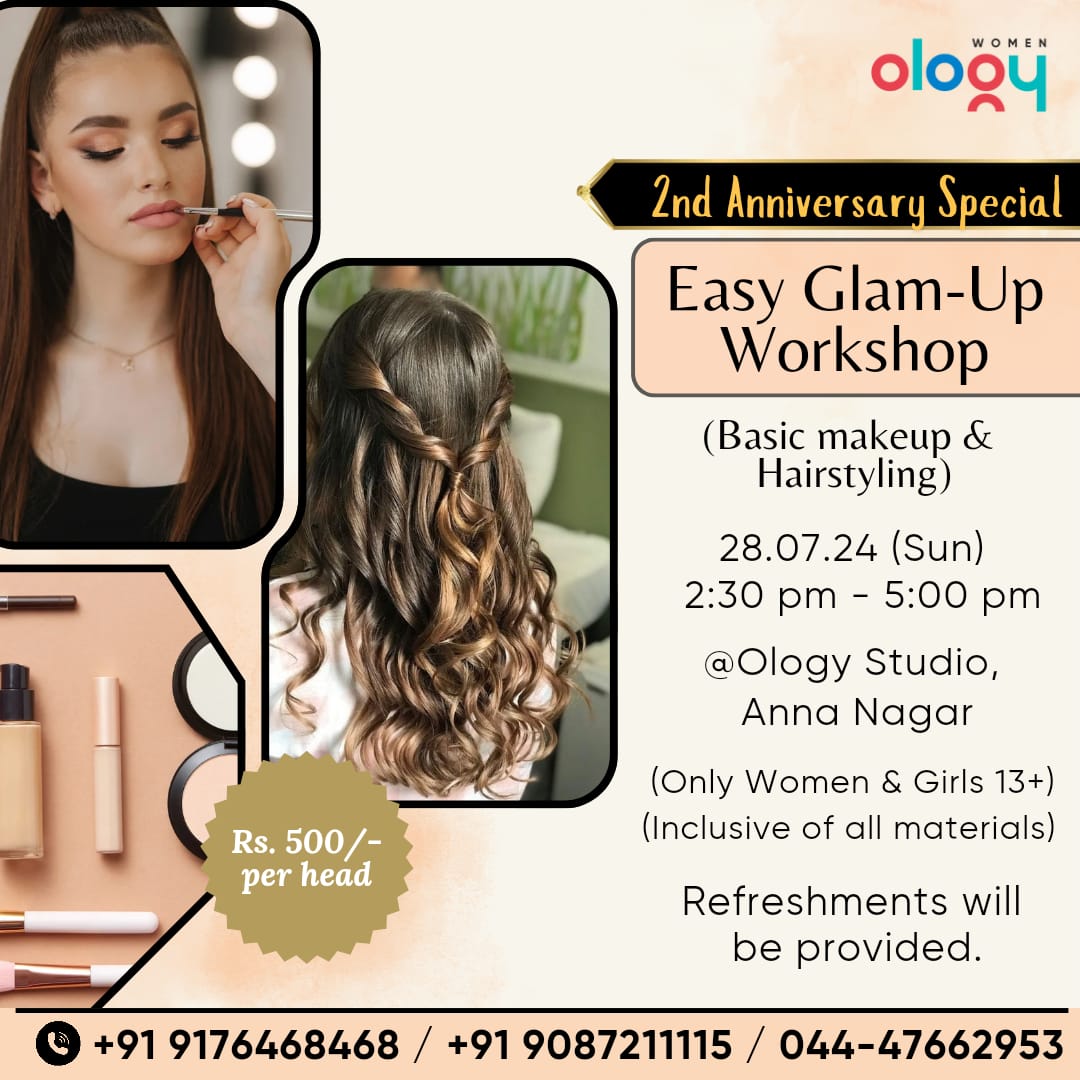 WOMEN
ology
2nd Anniversary Special
Easy Glam-Up
Workshop
(Basic makeup &
Hairstyling)
28.07.24 (Sun)
2:30 pm - 5:00 pm
@Ology Studio,
Anna Nagar
(Only Women & Girls 13+)
(Inclusive of all materials)
Rs. 500/-
per head
Refreshments will
be provided.
+91 9176468468 / +91 9087211115 / 044-47662953